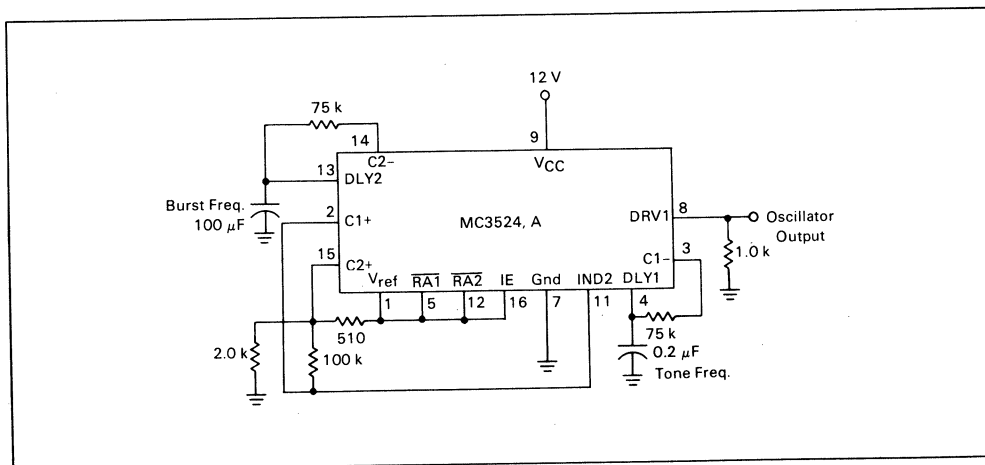 12 V
75 k
14
9
C2–
VCC
13
DLY2
Burst Freq.
100 μF
2
C1+
MC3524, A
DRV1
8
Oscillator
Output
1.0 k
15
C2+
C1–
3
Vref
RA1
RA2
IE
Gnd
IND2
DLY1
1
5
12
16
7
11
4
510
75 k
2.0 k
100 k
0.2 μF
Tone Freq.